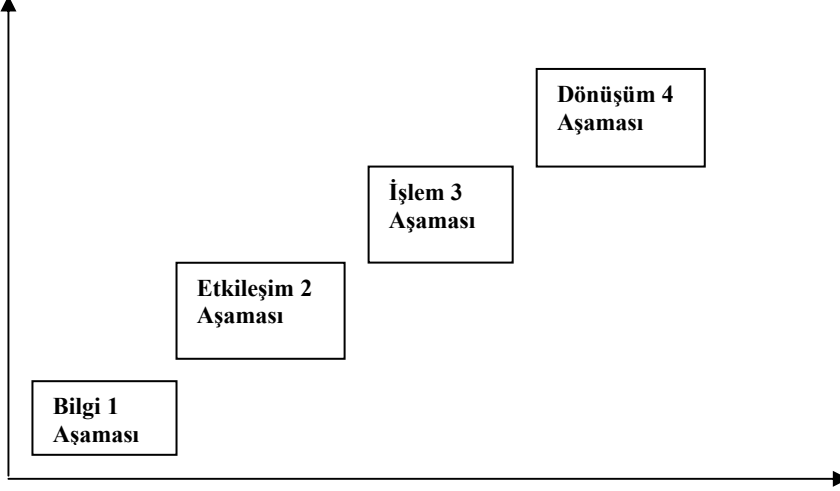 Dönüşüm 4
Aşaması
İşlem 3
Aşaması
Etkileşim 2
Aşaması
Bilgi 1
Aşaması